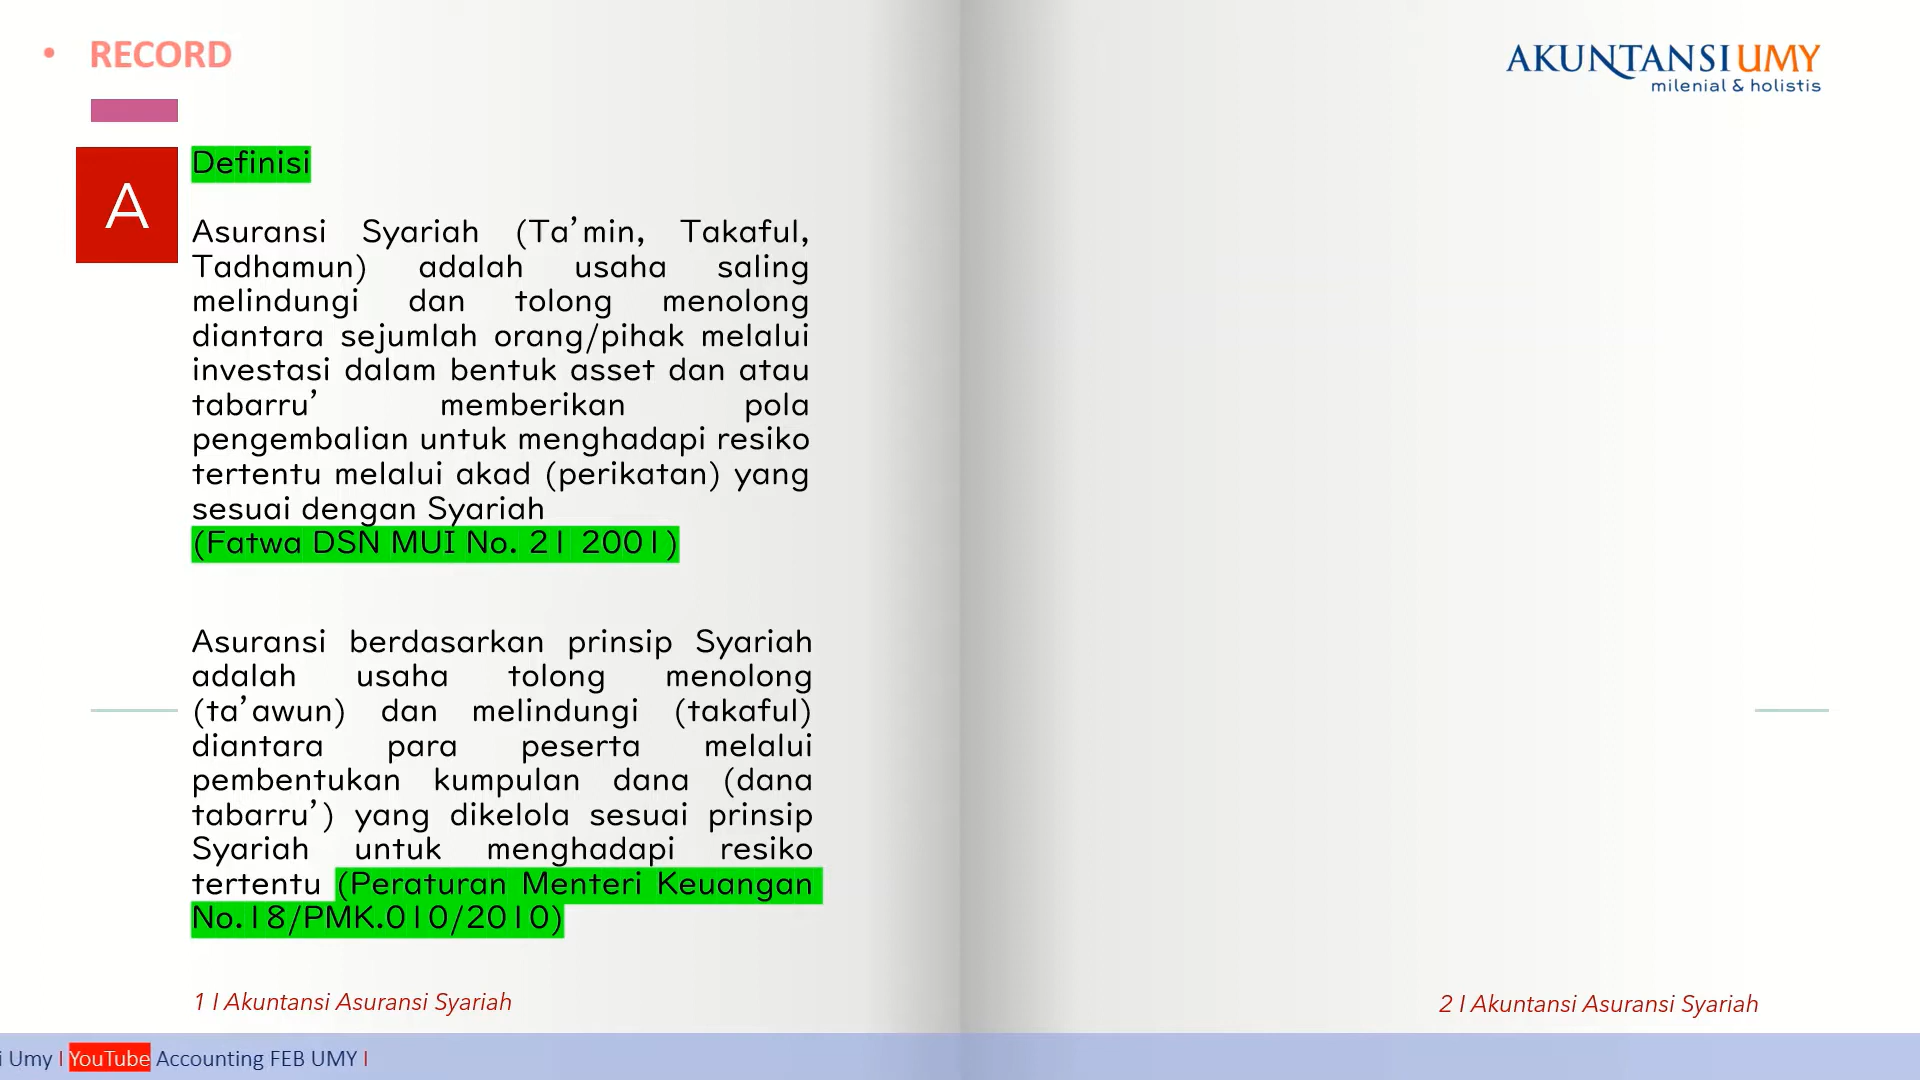 • RECORD
AKUNTANSI UMY
milenial & holistis
A
Definisi
Asuransi Syariah (Ta’min, Takaful,
Tadhamun) adalah usaha saling
melindungi dan tolong menolong
diantara sejumlah orang/pihak melalui
investasi dalam bentuk asset dan atau
tabarru’ memberikan pola
pengembalian untuk menghadapi resiko
tertentu melalui akad (perikatan) yang
sesuai dengan Syariah
(Fatwa DSN MUI No. 21 2001)
Asuransi berdasarkan prinsip Syariah
adalah usaha tolong menolong
(ta’awun) dan melindungi (takaful)
diantara para peserta melalui
pembentukan kumpulan dana (dana
tabarru’) yang dikelola sesuai prinsip
Syariah untuk menghadapi resiko
tertentu (Peraturan Menteri Keuangan
No.18/PMK.010/2010)
1 I Akuntansi Asuransi Syariah
2 I Akuntansi Asuransi Syariah
i Umy I YouTube Accounting FEB UMY I